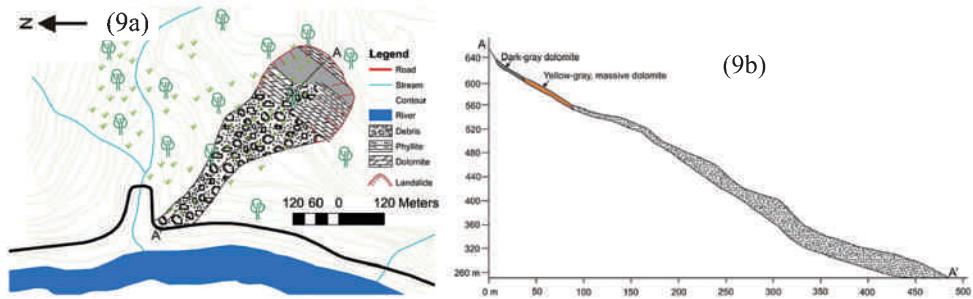 (9a)
N
A
A'
Legend
Road
Stream
Contour
River
Debris
Phyllite
Dolomite
Landslide
120 60 0 120 Meters
(9b)
A
Dark-gray dolomite
Yellow-gray, massive dolomite
640
600
560
520
480
440
400
360
320
260 m
A'
0 m 50 100 150 200 250 300 350 400 450 500